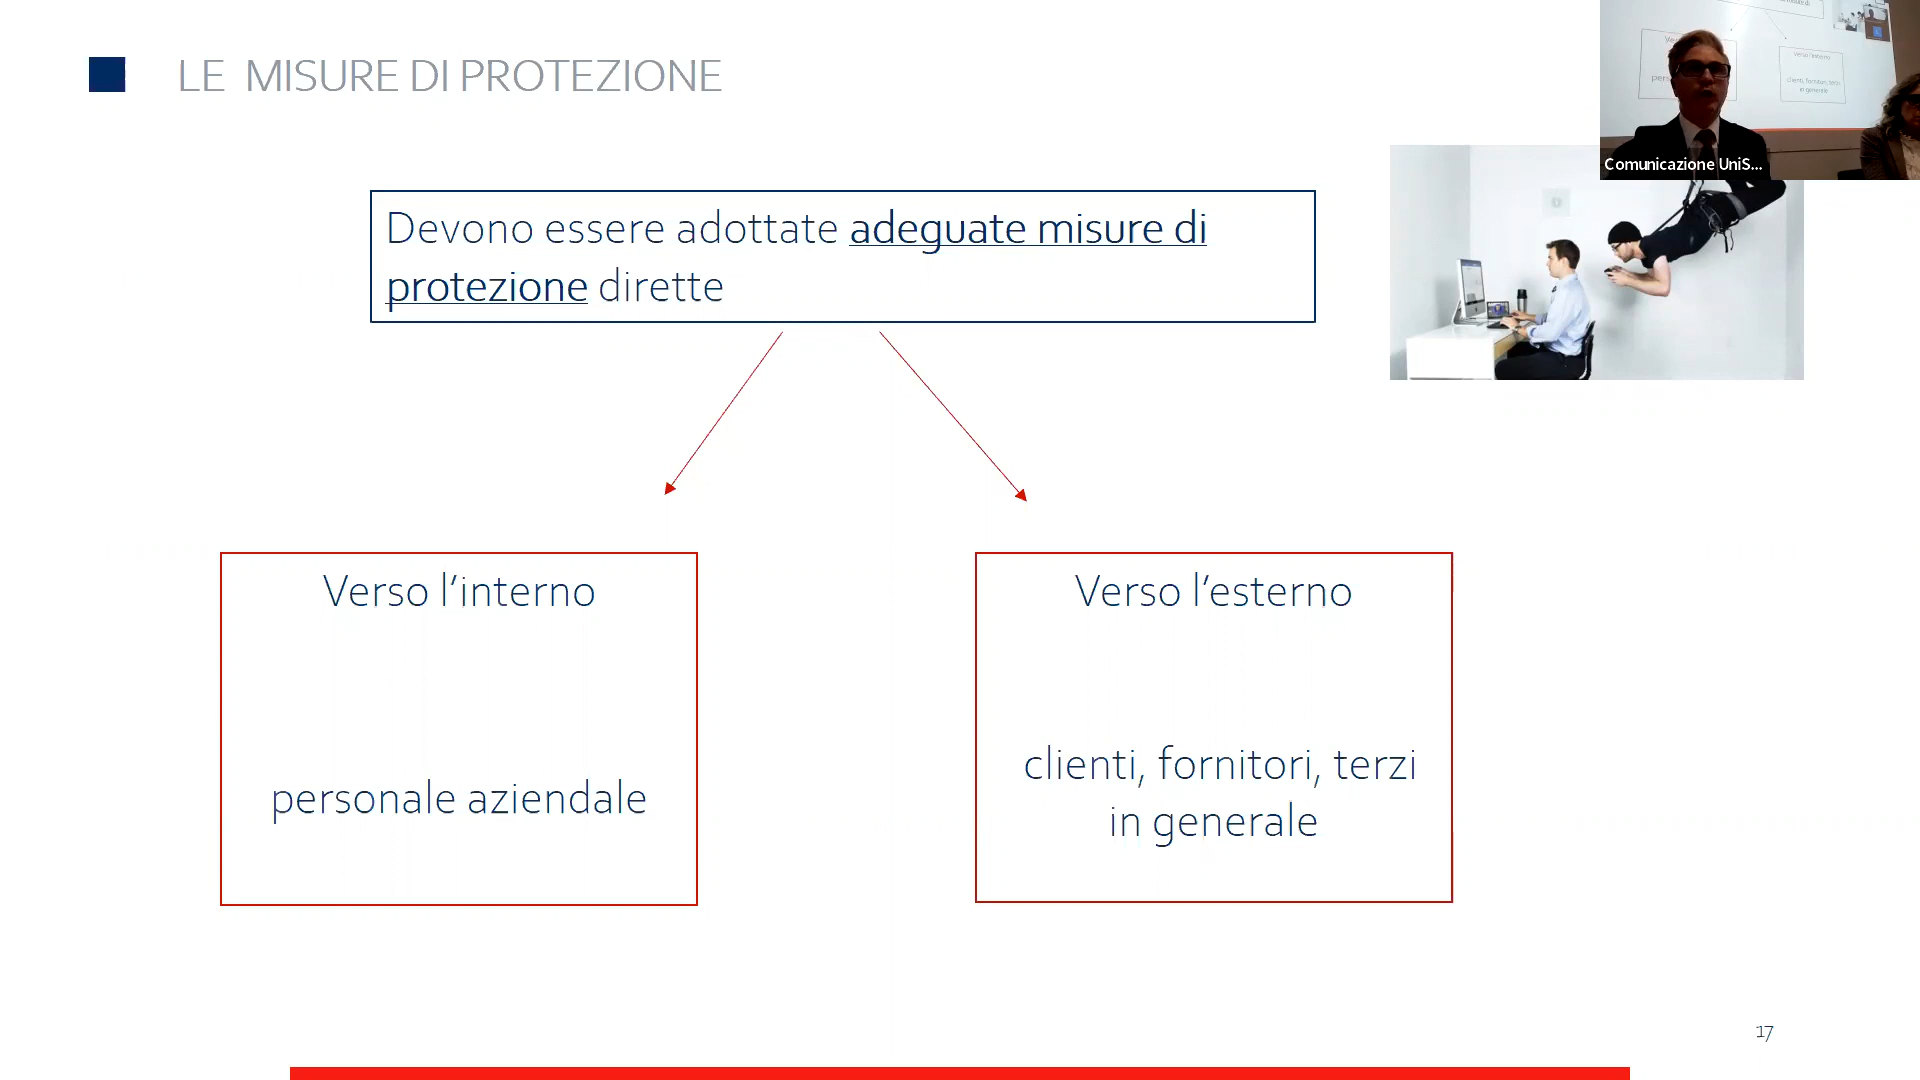 LE MISURE DI PROTEZIONE
Comunicazione UniS...
Devono essere adottate adeguate misure di
protezione dirette
Verso l'interno
personale aziendale
Verso l'esterno
clienti, fornitori, terzi
in generale
17